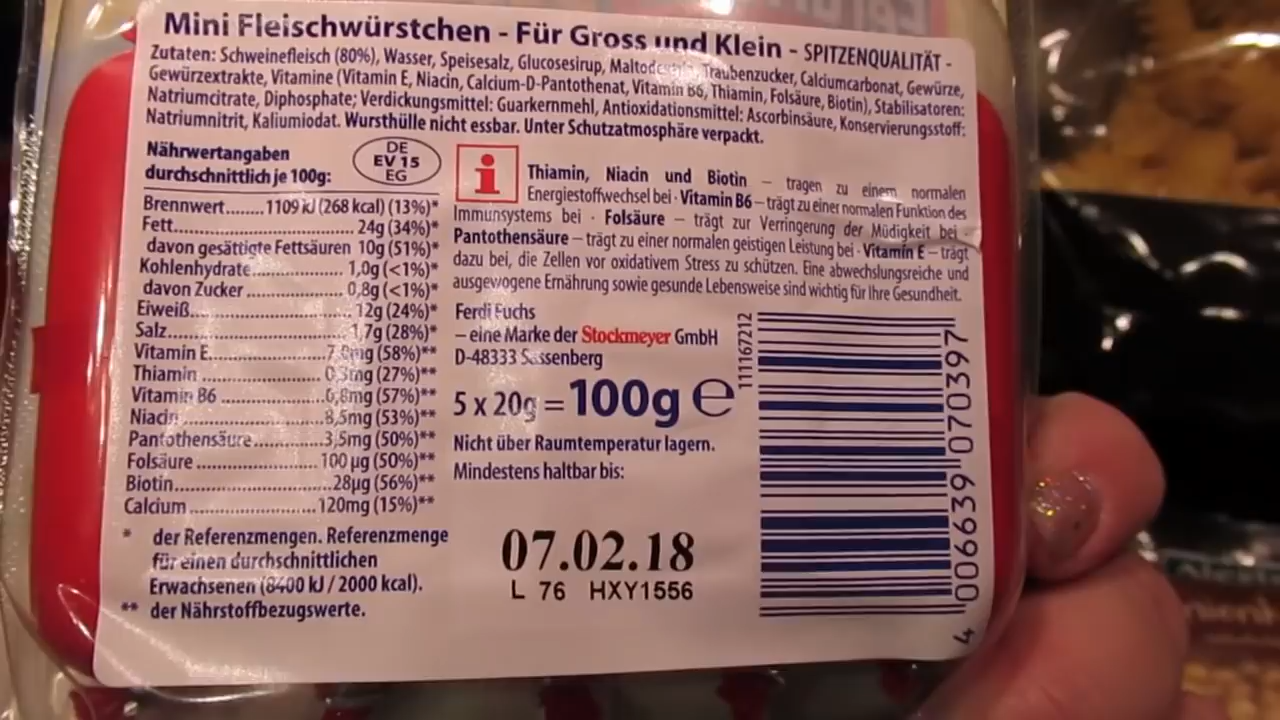 Mini Fleischwürstchen - Für Gross und Klein - SPITZENQUALITÄT -
Zutaten: Schweinefleisch (80%), Wasser, Speisesalz, Glucosesirup, Maltodextrin, Traubenzucker, Calciumcarbonat, Gewürze,
Gewürzextrakte, Vitamine (Vitamin E, Niacin, Calcium-D-Pantothenat, Vitamin B6, Thiamin, Folsäure, Biotin), Stabilisatoren:
Natriumcitrate, Diphosphate; Verdickungsmittel: Guarkernmehl, Antioxidationsmittel: Ascorbinsäure, Konservierungsstoff:
Natriumnitrit, Kaliumiodat. Wursthülle nicht essbar. Unter Schutzatmosphäre verpackt.
Nährwertangaben
durchschnittlich je 100g:
DE
EV 15
EG
Brennwert........1109 kJ (268 kcal) (13%)*
Fett............................ 24g (34%)*
davon gesättigte Fettsäuren 10g (51%)*
Kohlenhydrate................ 1,0g (<1%)*
davon Zucker ................ 0,8g (<1%)*
Eiweiß.......................... 12g (24%)*
Salz............................ 1,7g (28%)*
Vitamin E....................7,0mg (58%)**
Thiamin .................... 0,3mg (27%)**
Vitamin B6 ..................0,8mg (57%)**
Niacin........................8,5mg (53%)**
Pantothensäure............3,5mg (50%)**
Folsäure .................... 100 µg (50%)**
Biotin..........................28µg (56%)**
Calcium ....................120mg (15%)**
* der Referenzmengen. Referenzmenge
für einen durchschnittlichen
Erwachsenen (8400 kJ / 2000 kcal).
** der Nährstoffbezugswerte.
i
Thiamin, Niacin und Biotin – tragen zu einem normalen
Energiestoffwechsel bei · Vitamin B6 – trägt zu einer normalen Funktion des
Immunsystems bei · Folsäure – trägt zur Verringerung der Müdigkeit bei ·
Pantothensäure – trägt zu einer normalen geistigen Leistung bei · Vitamin E – trägt
dazu bei, die Zellen vor oxidativem Stress zu schützen. Eine abwechslungsreiche und
ausgewogene Ernährung sowie gesunde Lebensweise sind wichtig für Ihre Gesundheit.
Ferdi Fuchs
– eine Marke der Stockmeyer GmbH
D-48333 Sassenberg
5 x 20g = 100g e
Nicht über Raumtemperatur lagern.
Mindestens haltbar bis:
07.02.18
L 76 HXY1556
111167212
4 006639 070397